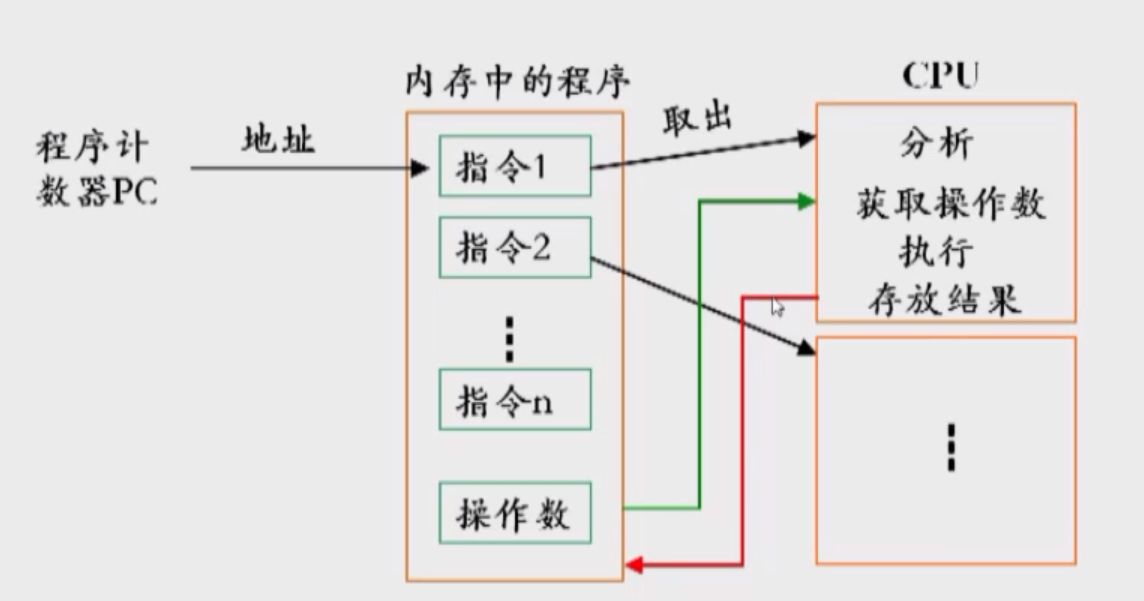 内存中的程序
CPU
程序计
数器PC
地址
指令1
取出
分析
指令2
获取操作数
执行
存放结果
指令n
操作数